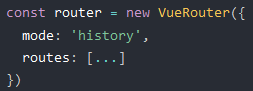 const router = new VueRouter({
  mode: 'history',
  routes: [...]
})